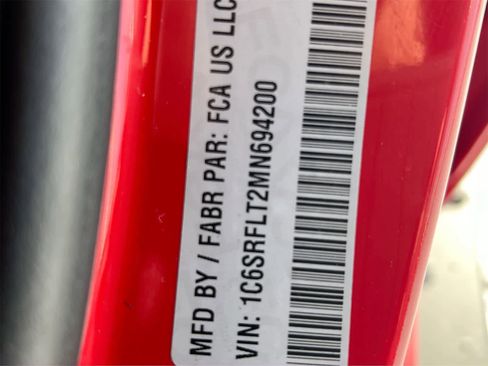 MFD BY / FABR PAR: FCA US LLC
VIN: 1C6SRFLT2MN694200